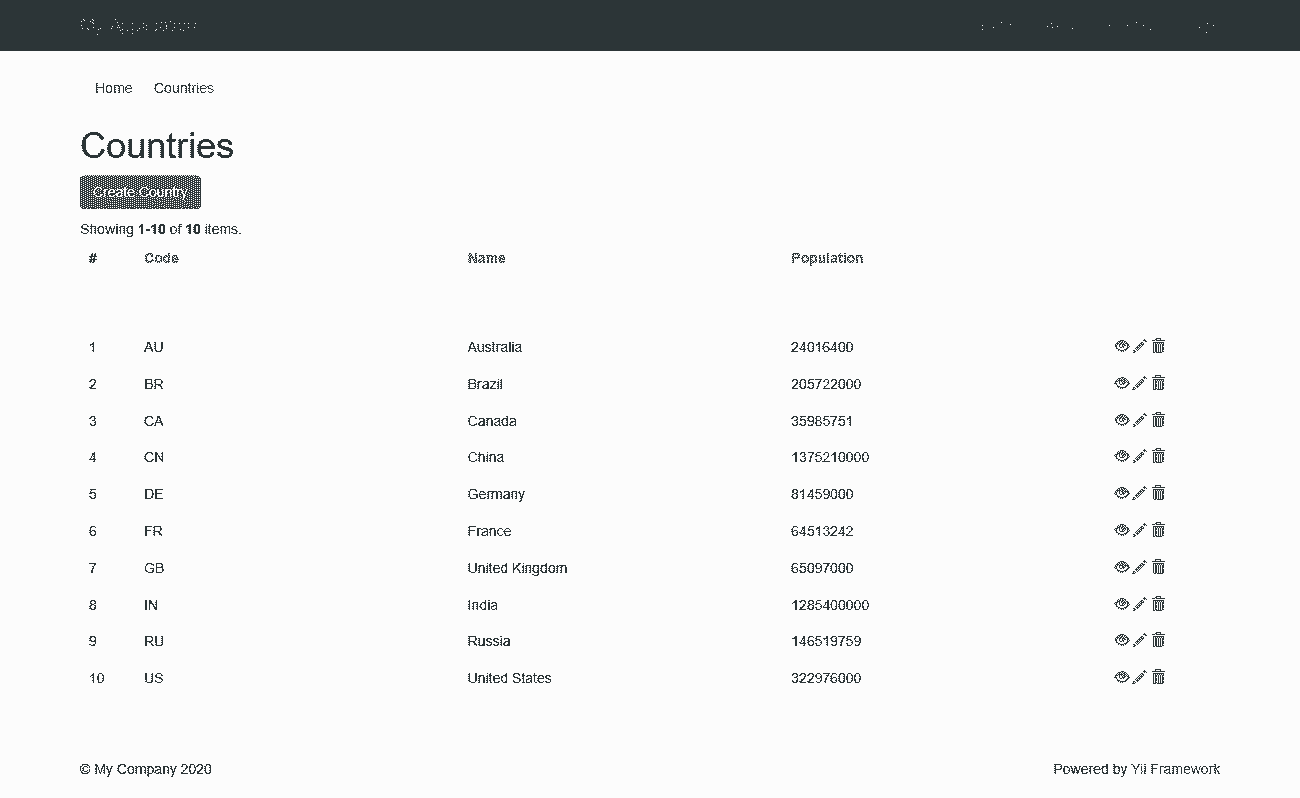 My Application
Home Countries
Countries
Create Country
Showing 1-10 of 10 items.
# Code Name Population
1 AU Australia 24016400
2 BR Brazil 205722000
3 CA Canada 35985751
4 CN China 1375210000
5 DE Germany 81459000
6 FR France 64513242
7 GB United Kingdom 65097000
8 IN India 1285400000
9 RU Russia 146519759
10 US United States 322976000
© My Company 2020 Powered by Yii Framework